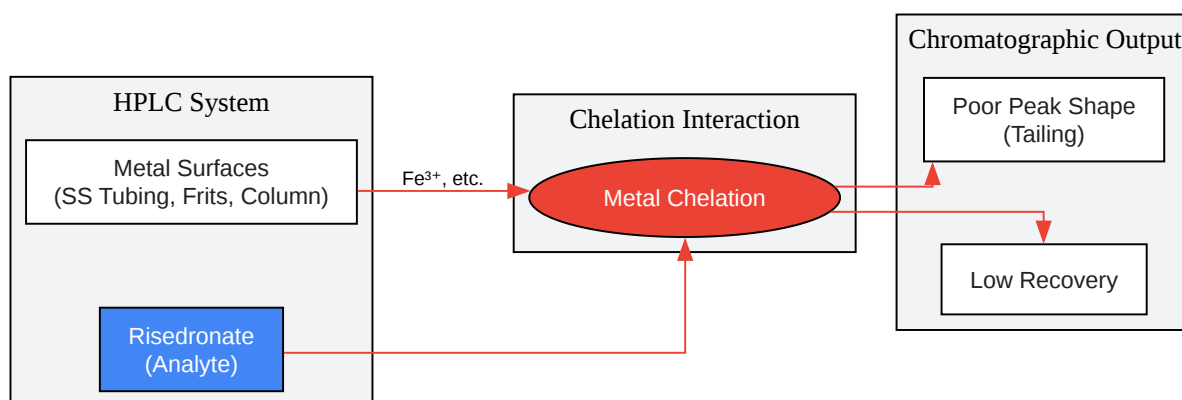 HPLC System
Metal Surfaces
(SS Tubing, Frits, Column)
Risedronate
(Analyte)
Fe³⁺, etc.
Chelation Interaction
Metal Chelation
Chromatographic Output
Poor Peak Shape
(Tailing)
Low Recovery